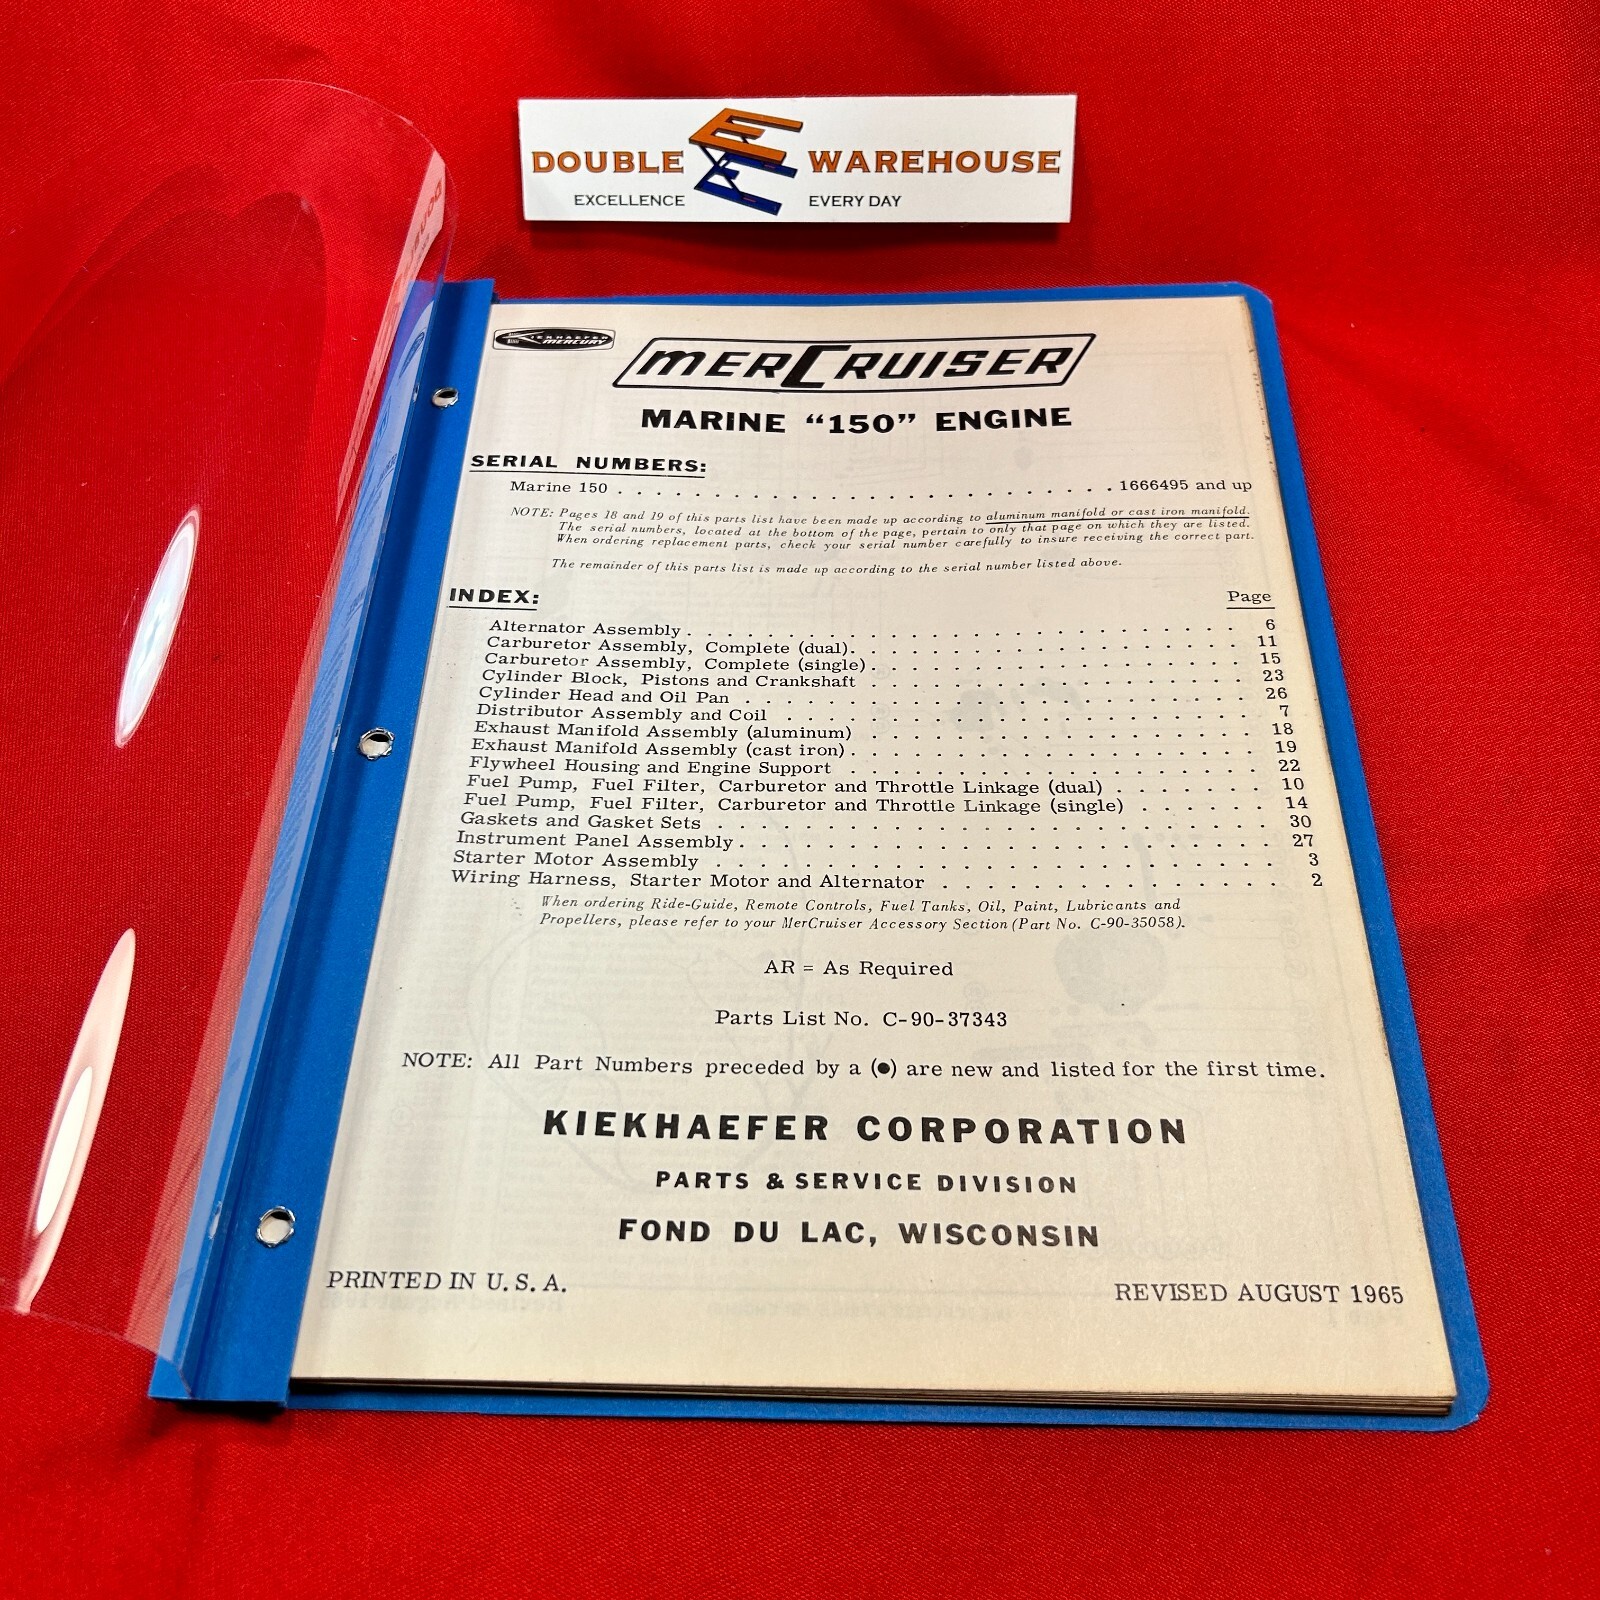 DOUBLE EE WAREHOUSE
EXCELLENCE EVERY DAY
KIEKHAEFER
MERCURY
MERCRUISER
MARINE “150” ENGINE
SERIAL NUMBERS:
Marine 150 . . . . . . . . . . . . . . . . . . . . . . . . . . 1666495 and up
NOTE: Pages 18 and 19 of this parts list have been made up according to aluminum manifold or cast iron manifold.
The serial numbers, located at the bottom of the page, pertain to only that page on which they are listed.
When ordering replacement parts, check your serial number carefully to insure receiving the correct part.
The remainder of this parts list is made up according to the serial number listed above.
INDEX: Page
Alternator Assembly . . . . . . . . . . . . . . . . . . 6
Carburetor Assembly, Complete (dual). . . . . . . . . . . . . 11
Carburetor Assembly, Complete (single). . . . . . . . . . . . . 15
Cylinder Block, Pistons and Crankshaft . . . . . . . . . . . . . 23
Cylinder Head and Oil Pan . . . . . . . . . . . . . . . . . 26
Distributor Assembly and Coil . . . . . . . . . . . . . . . . 7
Exhaust Manifold Assembly (aluminum) . . . . . . . . . . . . . 18
Exhaust Manifold Assembly (cast iron). . . . . . . . . . . . . . 19
Flywheel Housing and Engine Support . . . . . . . . . . . . . . 22
Fuel Pump, Fuel Filter, Carburetor and Throttle Linkage (dual) . . . . . . 10
Fuel Pump, Fuel Filter, Carburetor and Throttle Linkage (single) . . . . . . 14
Gaskets and Gasket Sets . . . . . . . . . . . . . . . . . . 30
Instrument Panel Assembly. . . . . . . . . . . . . . . . . . 27
Starter Motor Assembly . . . . . . . . . . . . . . . . . . 3
Wiring Harness, Starter Motor and Alternator . . . . . . . . . . . 2
When ordering Ride-Guide, Remote Controls, Fuel Tanks, Oil, Paint, Lubricants and
Propellers, please refer to your MerCruiser Accessory Section (Part No. C-90-35058).
AR = As Required
Parts List No. C-90-37343
NOTE: All Part Numbers preceded by a (●) are new and listed for the first time.
KIEKHAEFER CORPORATION
PARTS & SERVICE DIVISION
FOND DU LAC, WISCONSIN
PRINTED IN U. S. A. REVISED AUGUST 1965